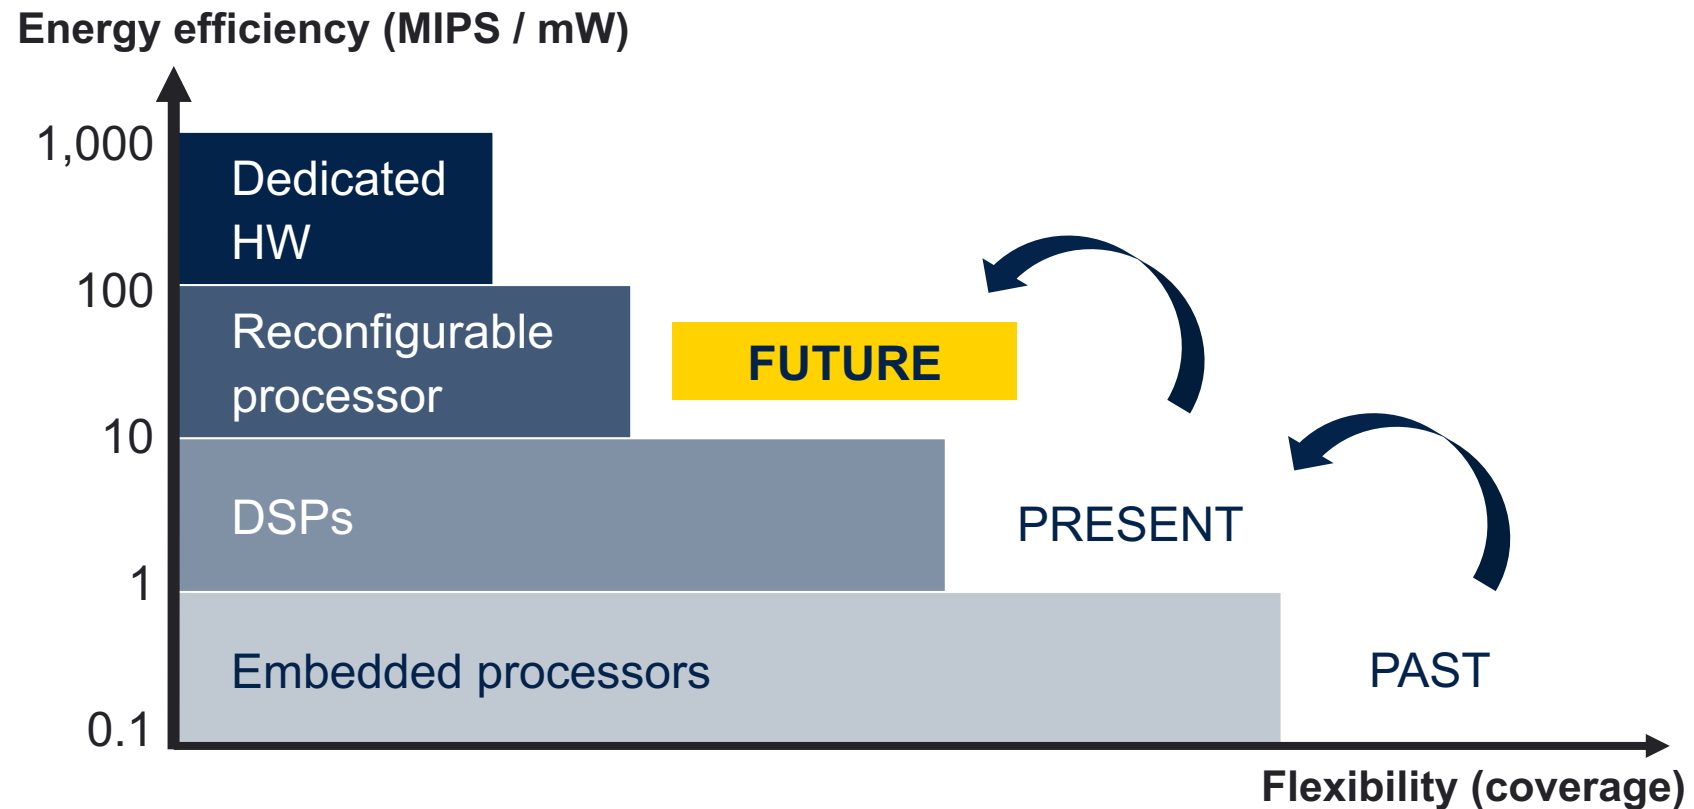 Energy efficiency (MIPS / mW)
1,000
Dedicated
HW
100
Reconfigurable
processor
FUTURE
10
DSPs
PRESENT
1
Embedded processors
PAST
0.1
Flexibility (coverage)